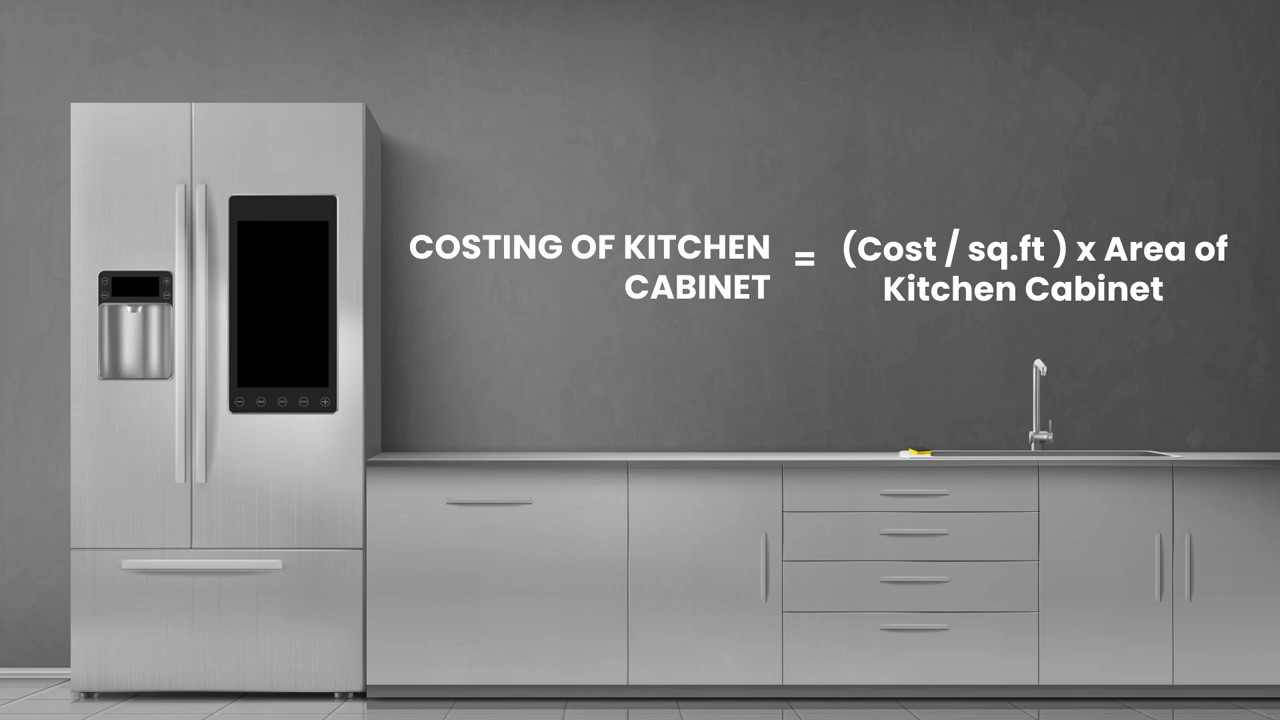 COSTING OF KITCHEN
CABINET
=
(Cost / sq.ft ) x Area of
Kitchen Cabinet